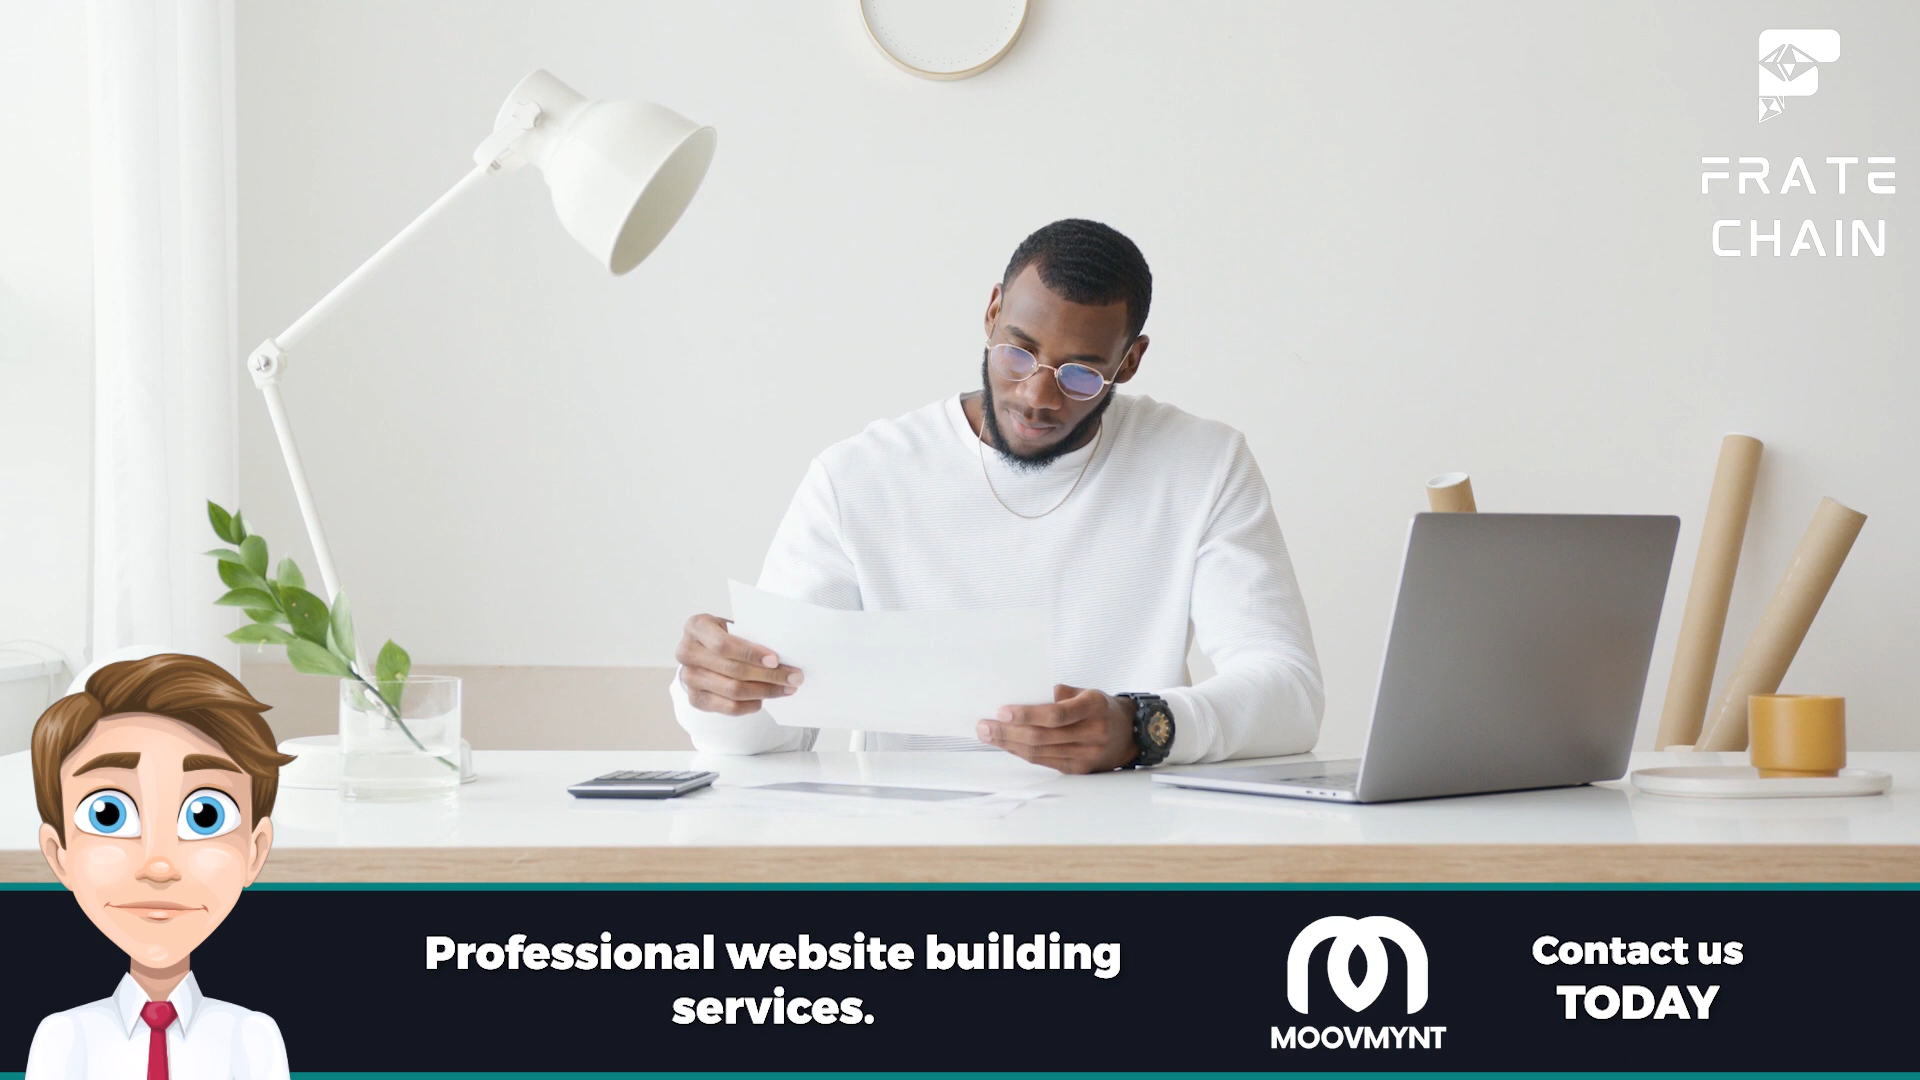 FRATE
CHAIN
Professional website building
services.
MOOVMYNT
Contact us
TODAY